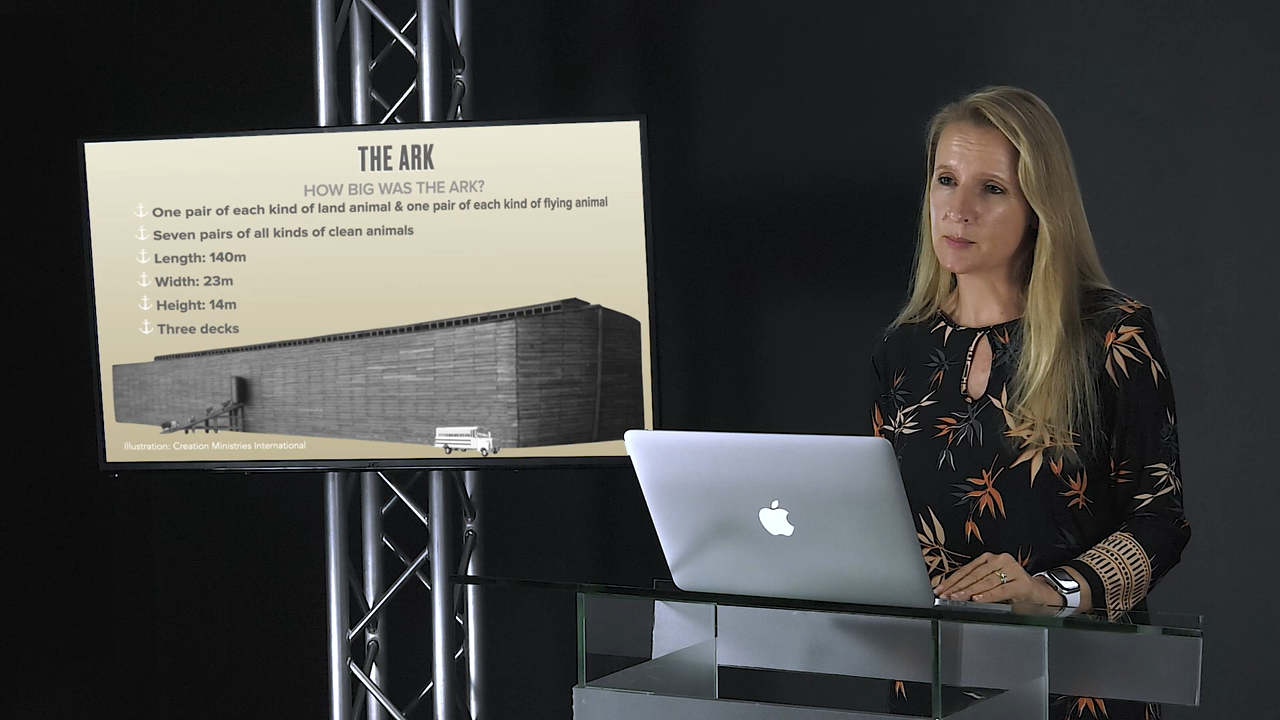 THE ARK
HOW BIG WAS THE ARK?
One pair of each kind of land animal & one pair of each kind of flying animal
Seven pairs of all kinds of clean animals
Length: 140m
Width: 23m
Height: 14m
Three decks
Illustration: Creation Ministries International